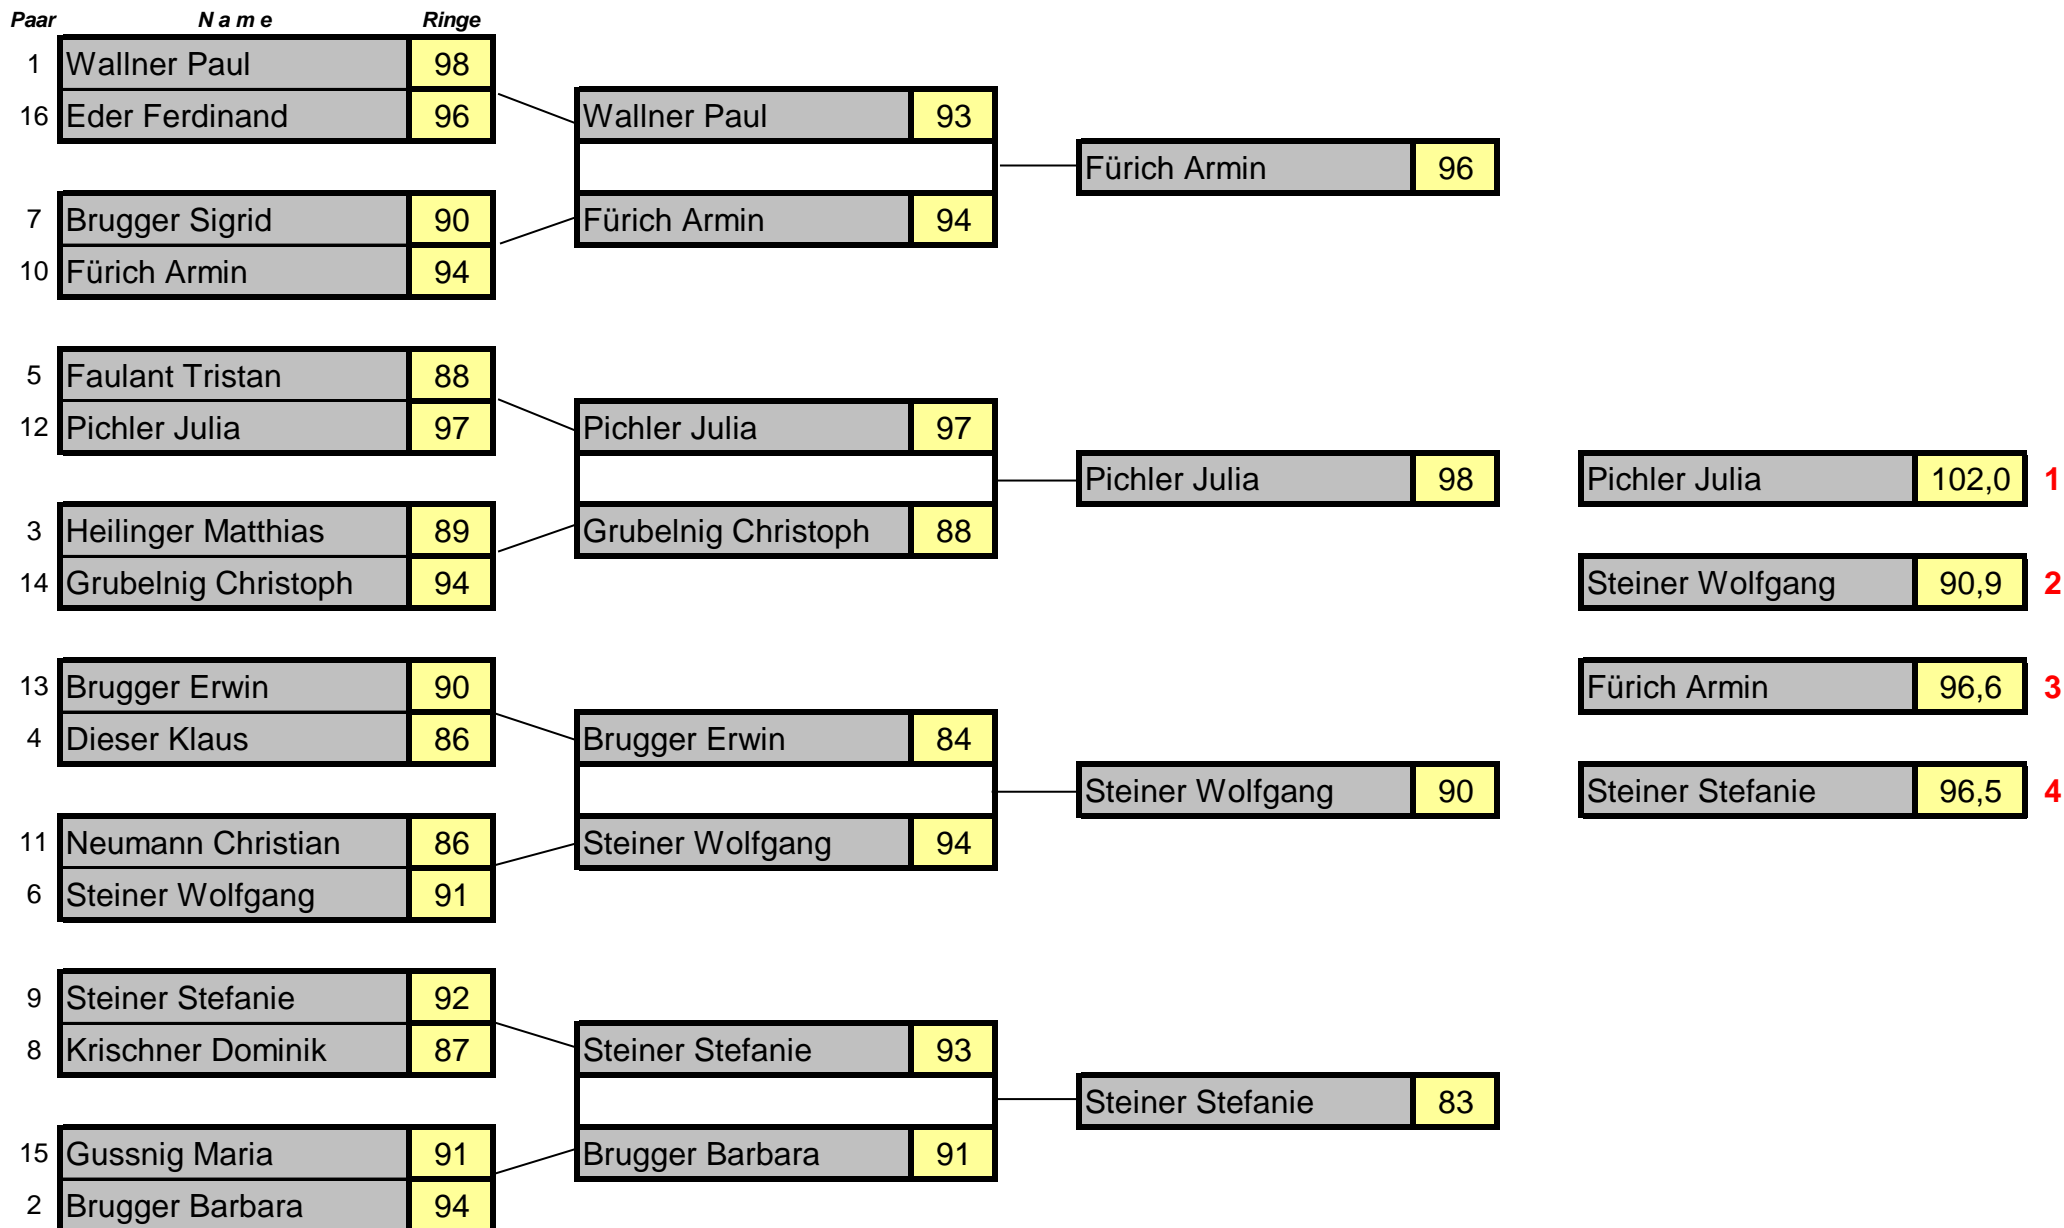 Paar N a m e Ringe
1 Wallner Paul 98
16 Eder Ferdinand 96 Wallner Paul 93
Fürich Armin 96
7 Brugger Sigrid 90 Fürich Armin 94
10 Fürich Armin 94
5 Faulant Tristan 88
12 Pichler Julia 97 Pichler Julia 97
Pichler Julia 98 Pichler Julia 102,0 1
3 Heilinger Matthias 89 Grubelnig Christoph 88
14 Grubelnig Christoph 94 Steiner Wolfgang 90,9 2
13 Brugger Erwin 90 Fürich Armin 96,6 3
4 Dieser Klaus 86 Brugger Erwin 84
Steiner Wolfgang 90 Steiner Stefanie 96,5 4
11 Neumann Christian 86 Steiner Wolfgang 94
6 Steiner Wolfgang 91
9 Steiner Stefanie 92
8 Krischner Dominik 87 Steiner Stefanie 93
Steiner Stefanie 83
15 Gussnig Maria 91 Brugger Barbara 91
2 Brugger Barbara 94